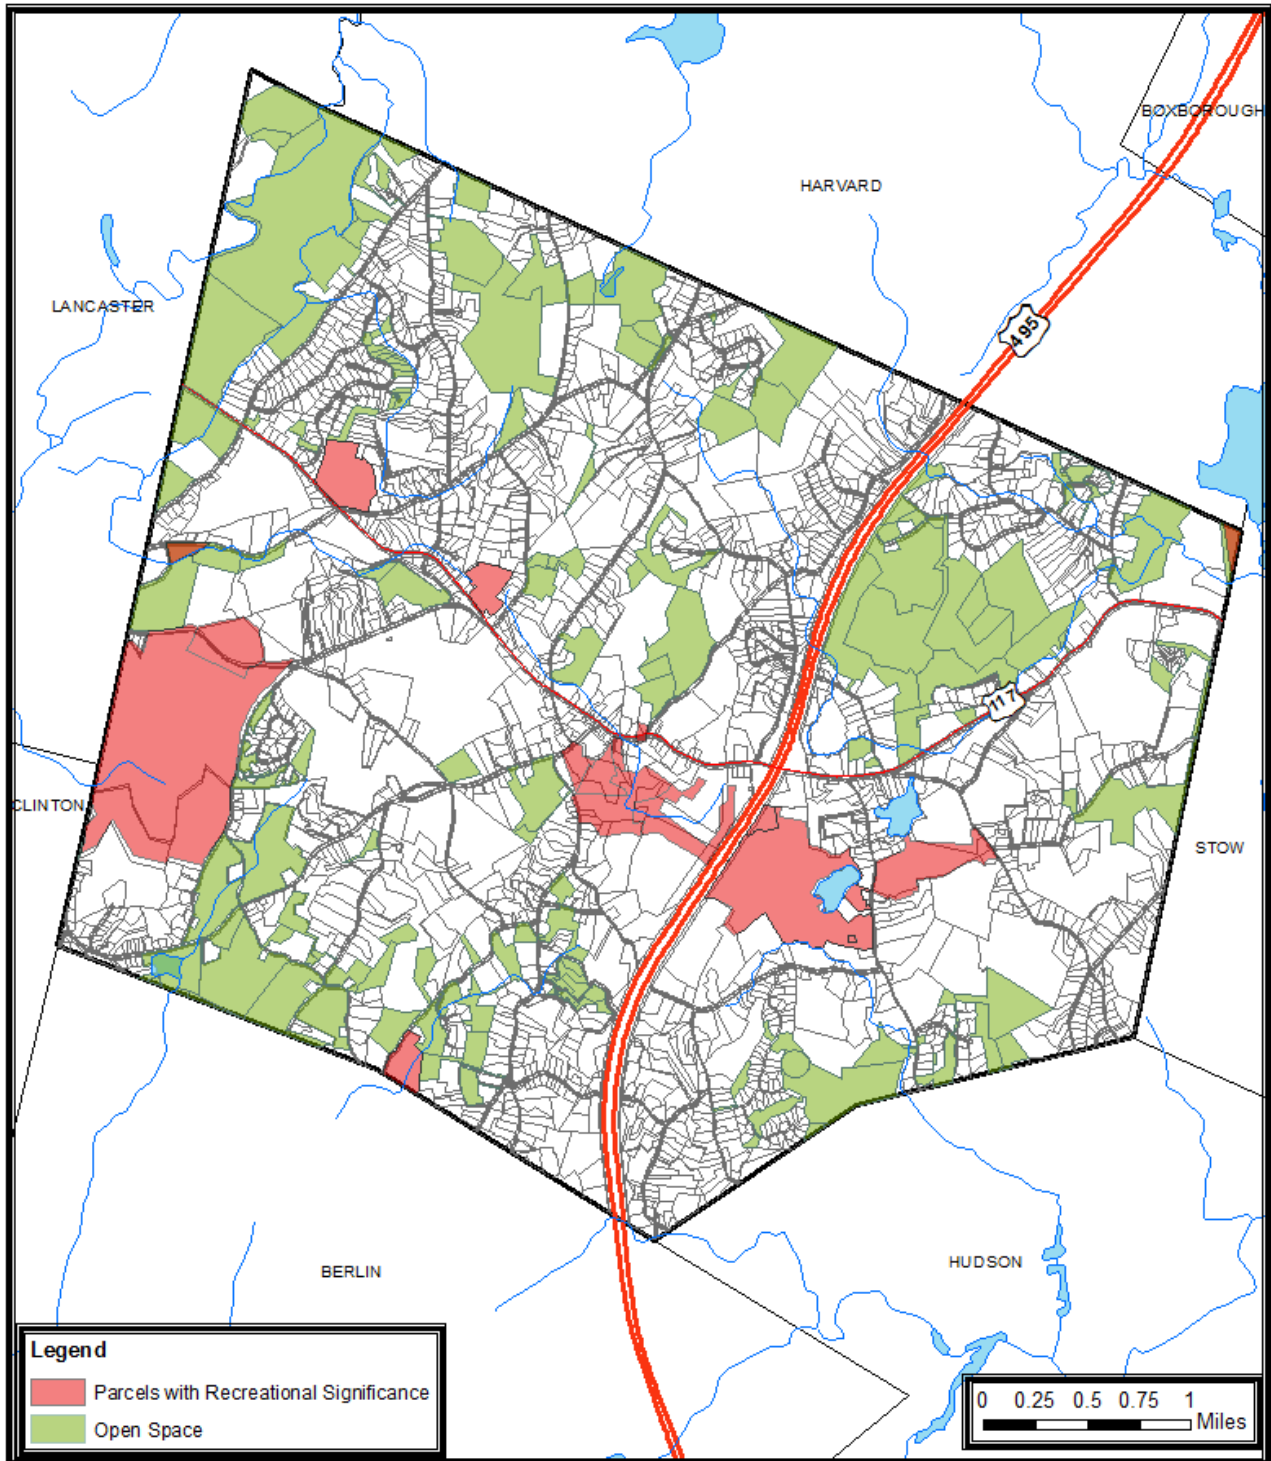 BOXBOROUGH
HARVARD
LANCASTER
495
117
CLINTON
STOW
BERLIN
HUDSON
Legend
Parcels with Recreational Significance
Open Space
0 0.25 0.5 0.75 1
Miles